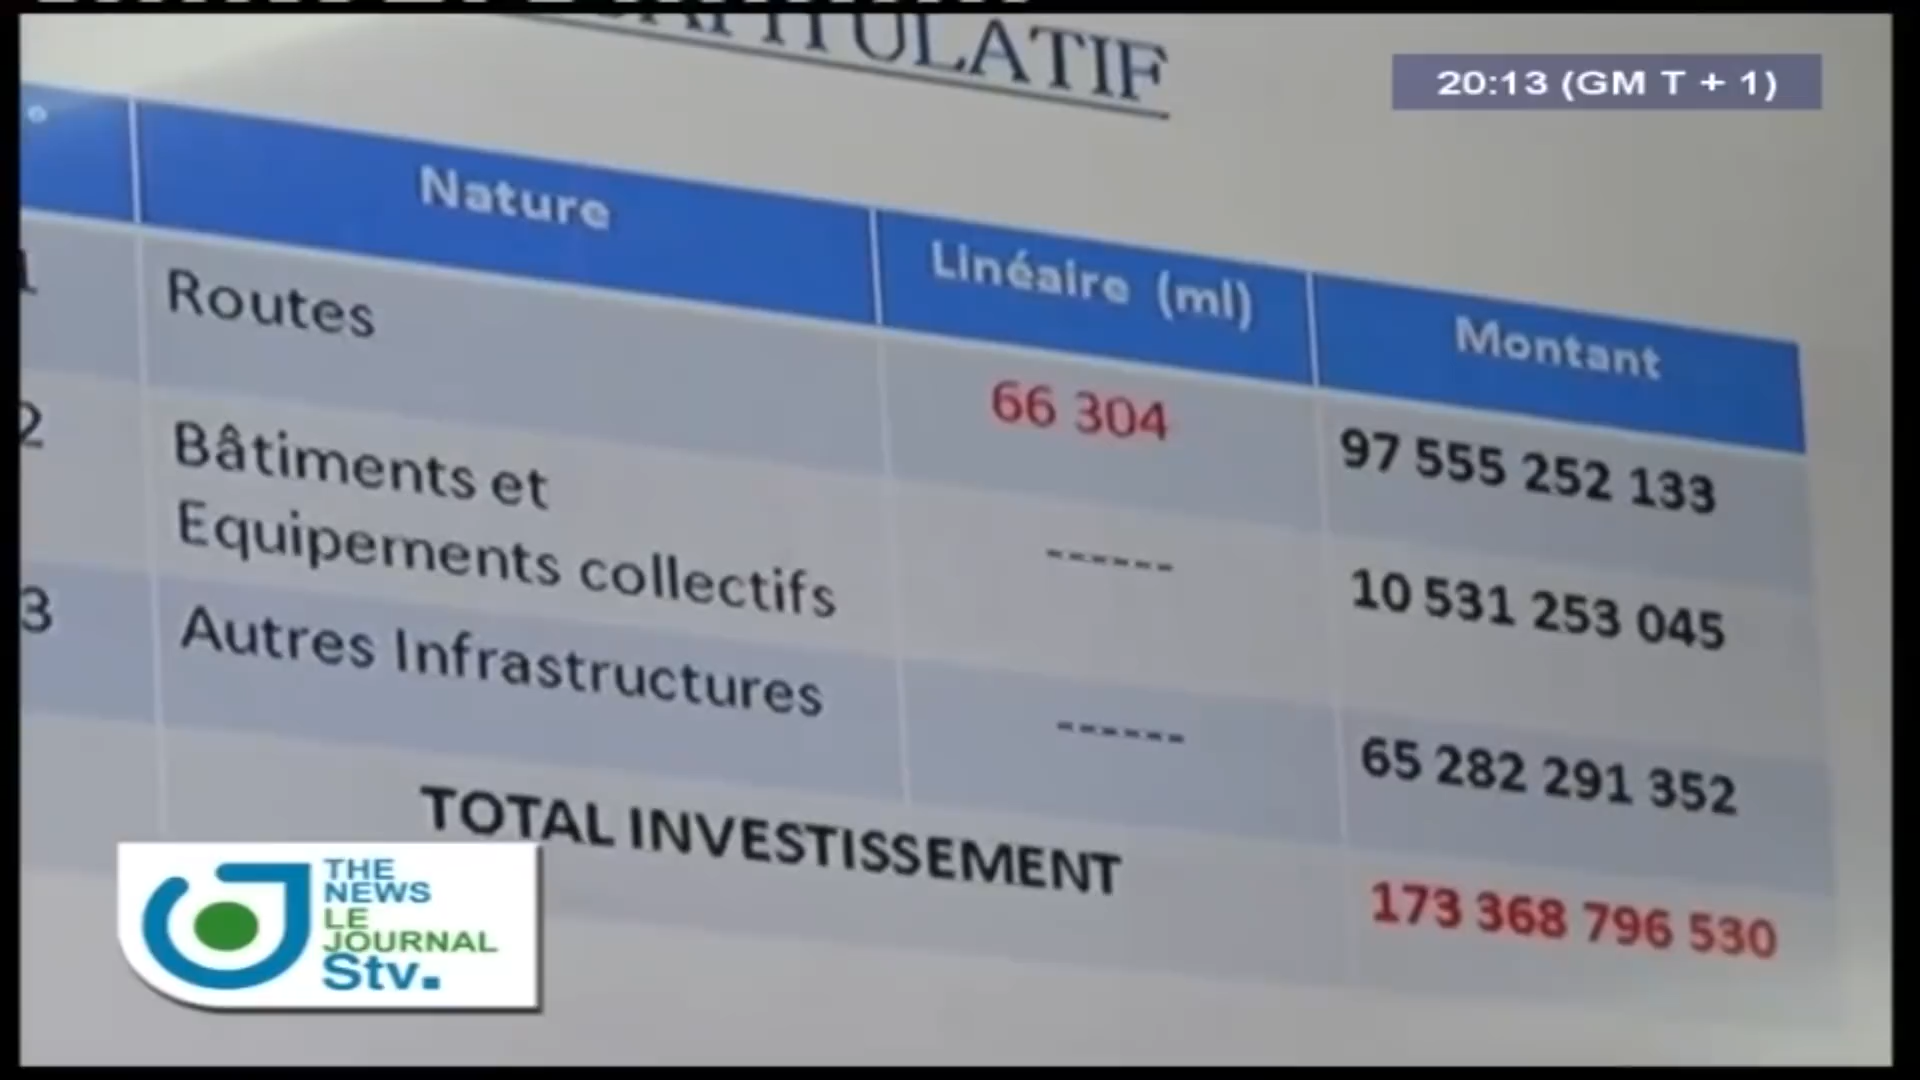 CAPITULATIF
20:13 (GM T + 1)
° Nature Linéaire (ml) Montant
1 Routes 66 304 97 555 252 133
2 Bâtiments et
Equipements collectifs ------ 10 531 253 045
3 Autres Infrastructures ------ 65 282 291 352
TOTAL INVESTISSEMENT 173 368 796 530
THE
NEWS
LE
JOURNAL
Stv.